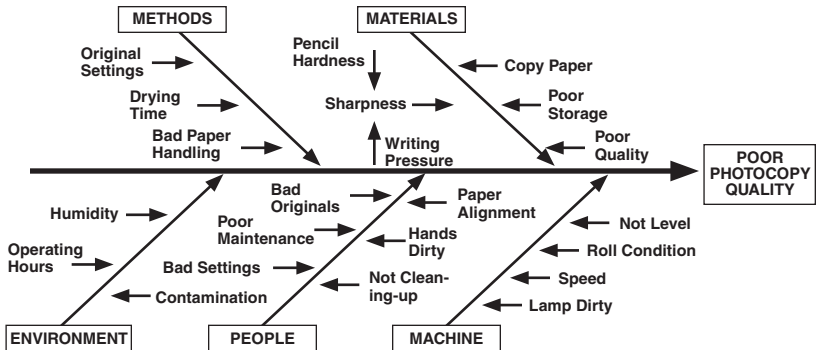 METHODS
MATERIALS
Original
Settings
Drying
Time
Bad Paper
Handling
Pencil
Hardness
Sharpness
Writing
Pressure
Copy Paper
Poor
Storage
Poor
Quality
POOR
PHOTOCOPY
QUALITY
Humidity
Operating
Hours
Contamination
Bad
Originals
Poor
Maintenance
Bad Settings
Paper
Alignment
Hands
Dirty
Not Clean-
ing-up
Not Level
Roll Condition
Speed
Lamp Dirty
ENVIRONMENT
PEOPLE
MACHINE